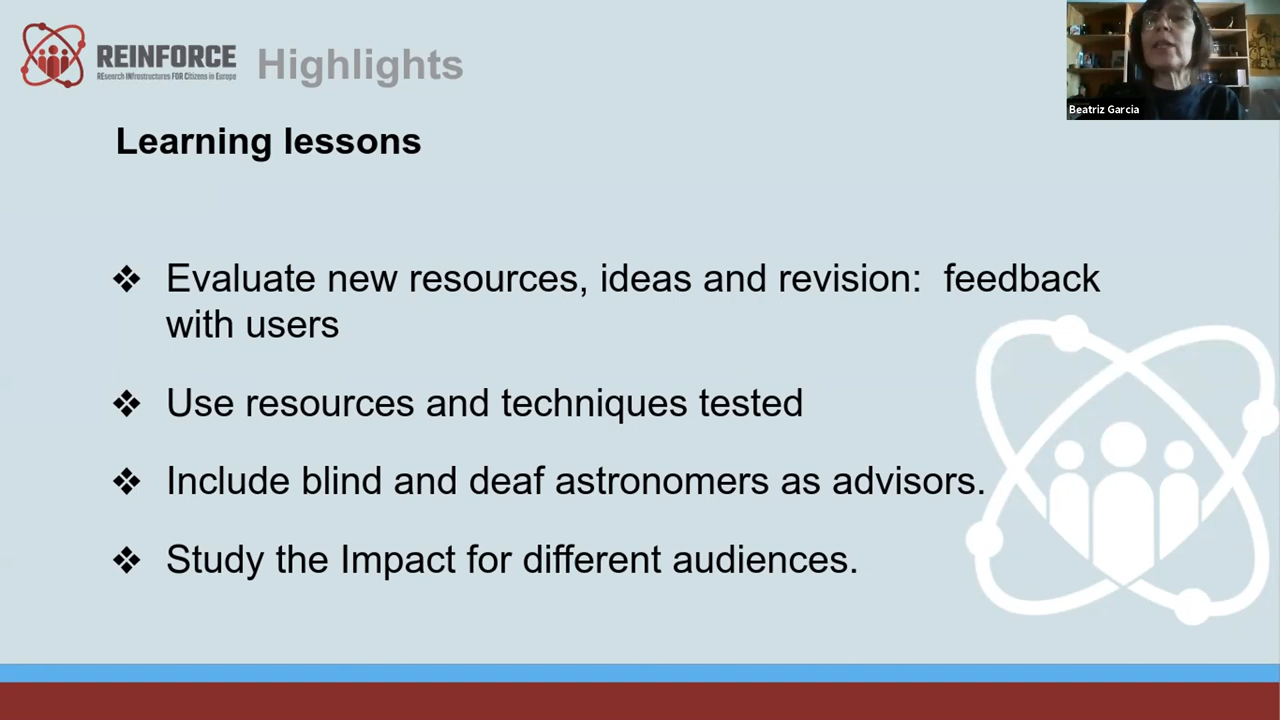 REINFORCE
REsearch INfrastructures FOR Citizens in Europe
Highlights
Beatriz Garcia
Learning lessons
❖ Evaluate new resources, ideas and revision:  feedback
with users
❖ Use resources and techniques tested
❖ Include blind and deaf astronomers as advisors.
❖ Study the Impact for different audiences.